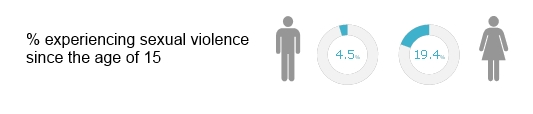 % experiencing sexual violence
since the age of 15
4.5%
19.4%